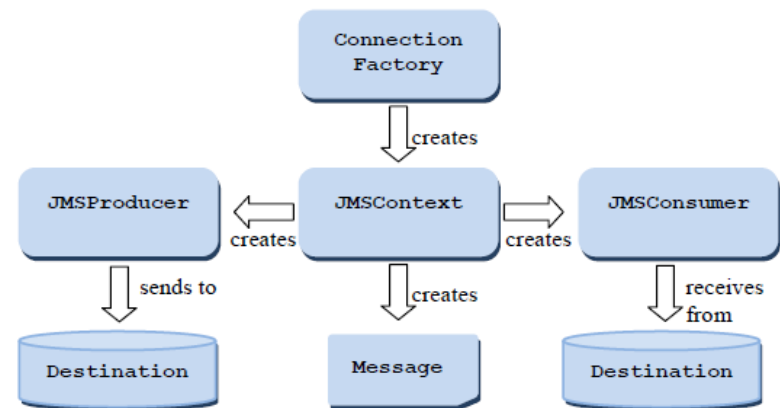 Connection
Factory
creates
JMSProducer
JMSContext
JMSConsumer
creates
creates
sends to
creates
receives
from
Destination
Message
Destination